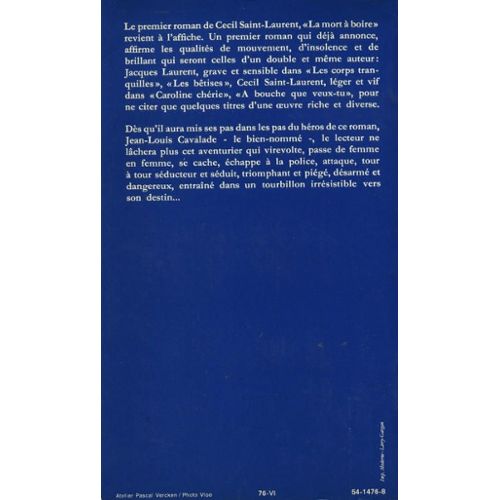 Le premier roman de Cecil Saint-Laurent, «La mort à boire»
revient à l'affiche. Un premier roman qui déjà annonce,
affirme les qualités de mouvement, d'insolence et de
brillant qui seront celles d'un double et même auteur :
Jacques Laurent, grave et sensible dans «Les corps tran-
quilles», «Les bêtises», Cecil Saint-Laurent, léger et vif
dans «Caroline chérie», «A bouche que veux-tu», pour
ne citer que quelques titres d'une œuvre riche et diverse.
Dès qu'il aura mis ses pas dans les pas du héros de ce roman,
Jean-Louis Cavalade - le bien-nommé -, le lecteur ne
lâchera plus cet aventurier qui virevolte, passe de femme
en femme, se cache, échappe à la police, attaque, tour
à tour séducteur et séduit, triomphant et piégé, désarmé et
dangereux, entraîné dans un tourbillon irrésistible vers
son destin...
Imp. Moderne - Lavry-Gargan
Atelier Pascal Vercken / Photo Vloo
76-VI
54-1476-8